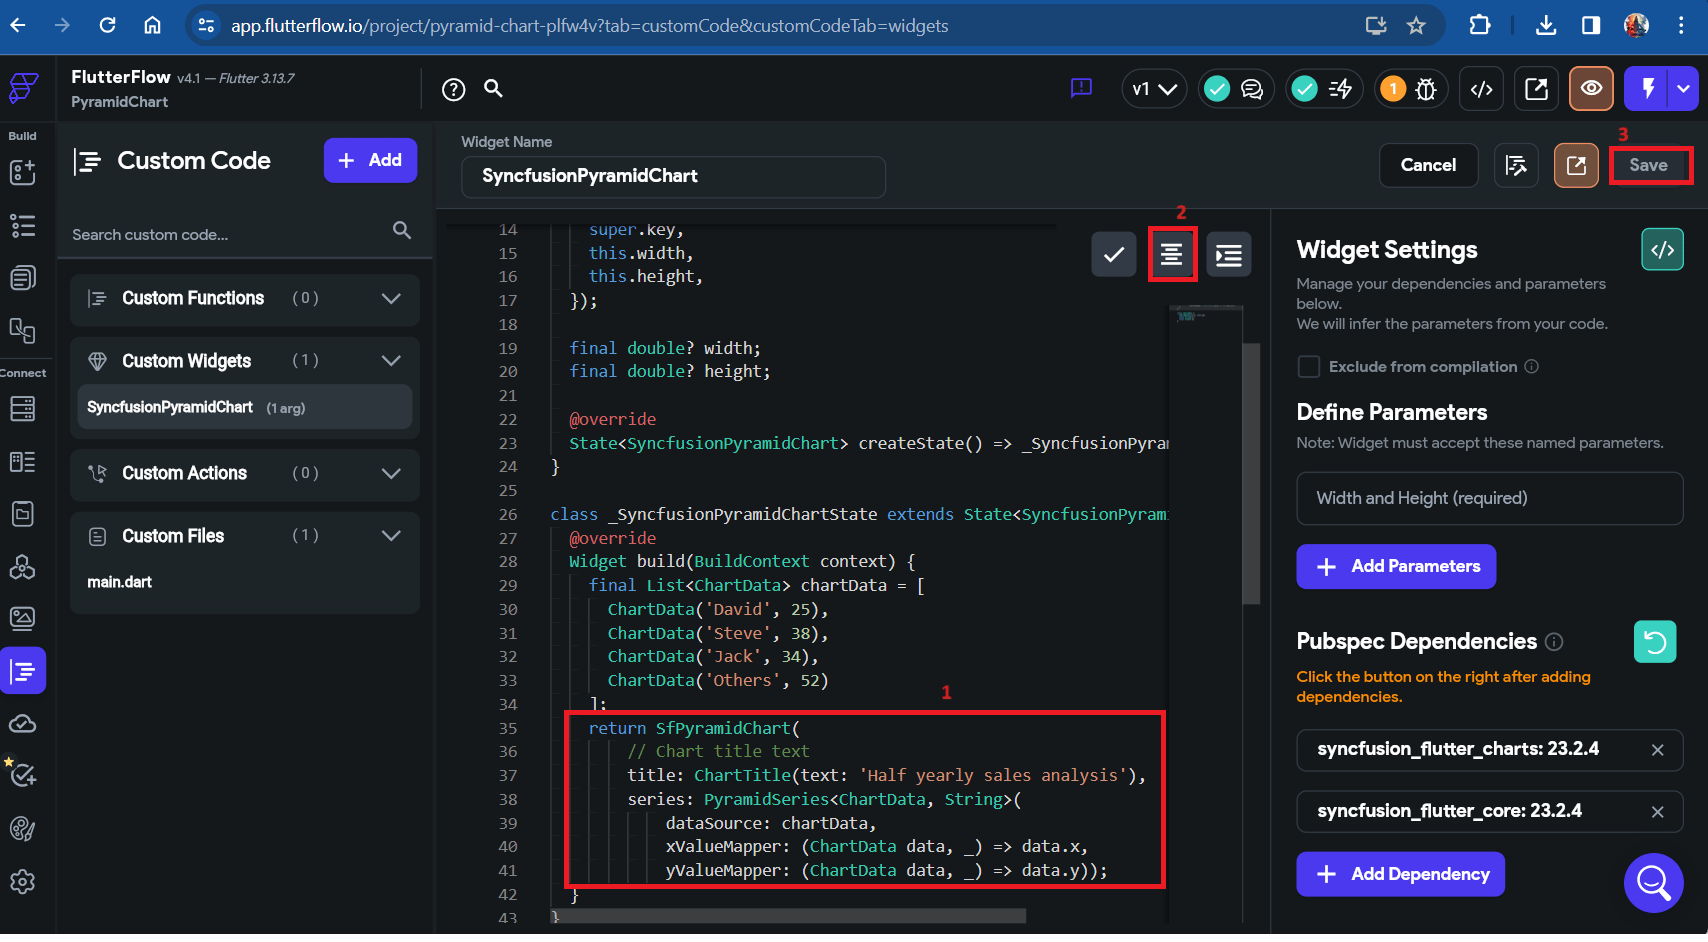 app.flutterflow.io/project/pyramid-chart-plfw4v?tab=customCode&customCodeTab=widgets
FlutterFlow v4.1 — Flutter 3.13.7
PyramidChart
v1
1
Build
Connect
Custom Code
+ Add
Search custom code...
Custom Functions ( 0 )
Custom Widgets ( 1 )
SyncfusionPyramidChart (1 arg)
Custom Actions ( 0 )
Custom Files ( 1 )
main.dart
Widget Name
SyncfusionPyramidChart
Cancel
3
Save
2
14 super.key,
15 this.width,
16 this.height,
17 });
18
19 final double? width;
20 final double? height;
21
22 @override
23 State<SyncfusionPyramidChart> createState() => _SyncfusionPyra
24 }
25
26 class _SyncfusionPyramidChartState extends State<SyncfusionPyram
27 @override
28 Widget build(BuildContext context) {
29 final List<ChartData> chartData = [
30 ChartData('David', 25),
31 ChartData('Steve', 38),
32 ChartData('Jack', 34),
33 ChartData('Others', 52)
34 ];
1
35 return SfPyramidChart(
36 // Chart title text
37 title: ChartTitle(text: 'Half yearly sales analysis'),
38 series: PyramidSeries<ChartData, String>(
39 dataSource: chartData,
40 xValueMapper: (ChartData data, _) => data.x,
41 yValueMapper: (ChartData data, _) => data.y));
42 }
43 }
Widget Settings
Manage your dependencies and parameters
below.
We will infer the parameters from your code.
Exclude from compilation
Define Parameters
Note: Widget must accept these named parameters.
Width and Height (required)
+ Add Parameters
Pubspec Dependencies
Click the button on the right after adding
dependencies.
syncfusion_flutter_charts: 23.2.4
syncfusion_flutter_core: 23.2.4
+ Add Dependency